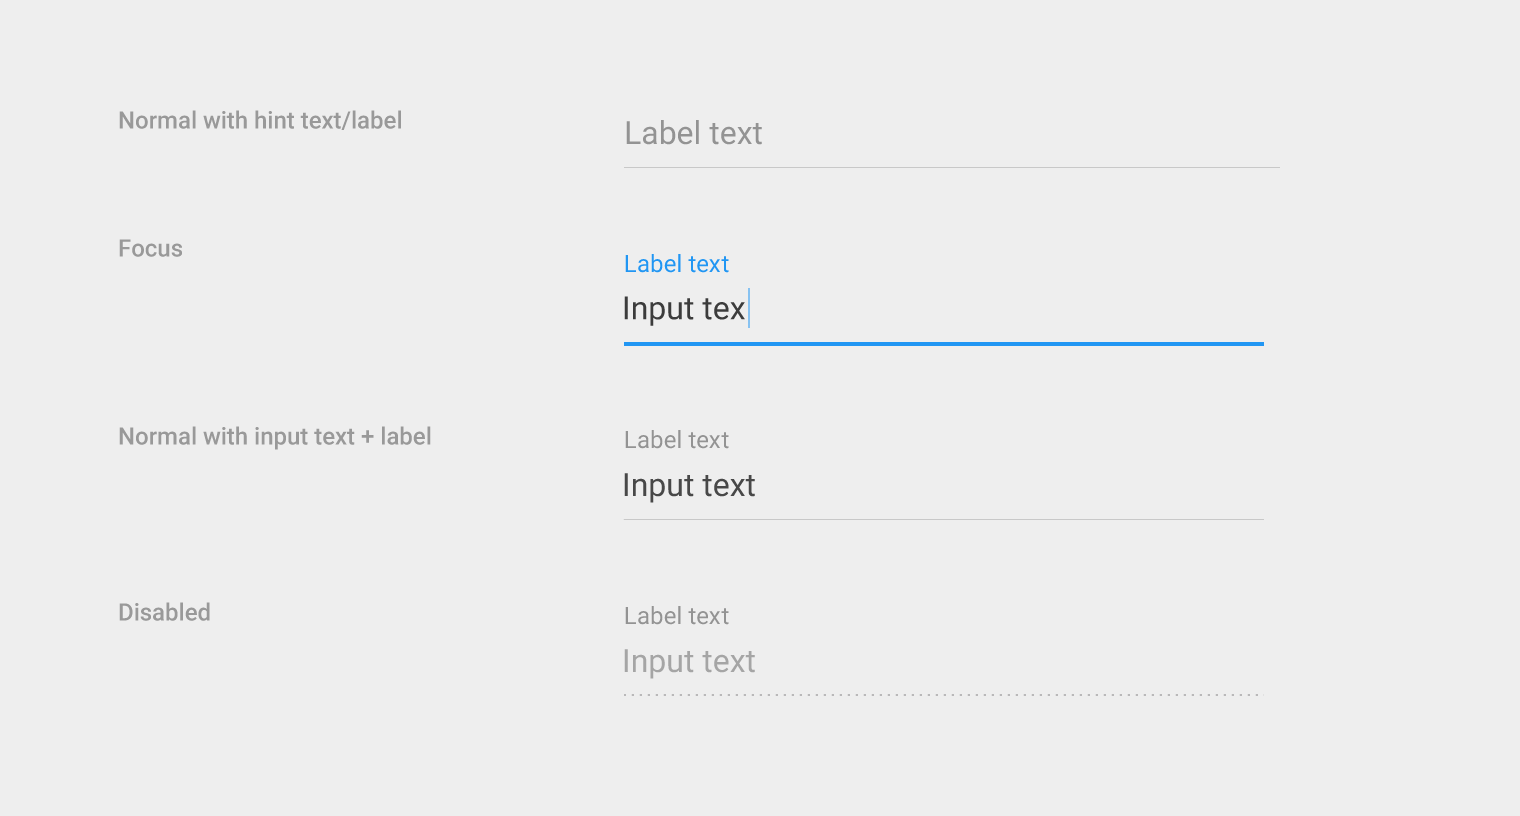 Normal with hint text/label
Label text
Focus
Label text
Input tex
Normal with input text + label
Label text
Input text
Disabled
Label text
Input text